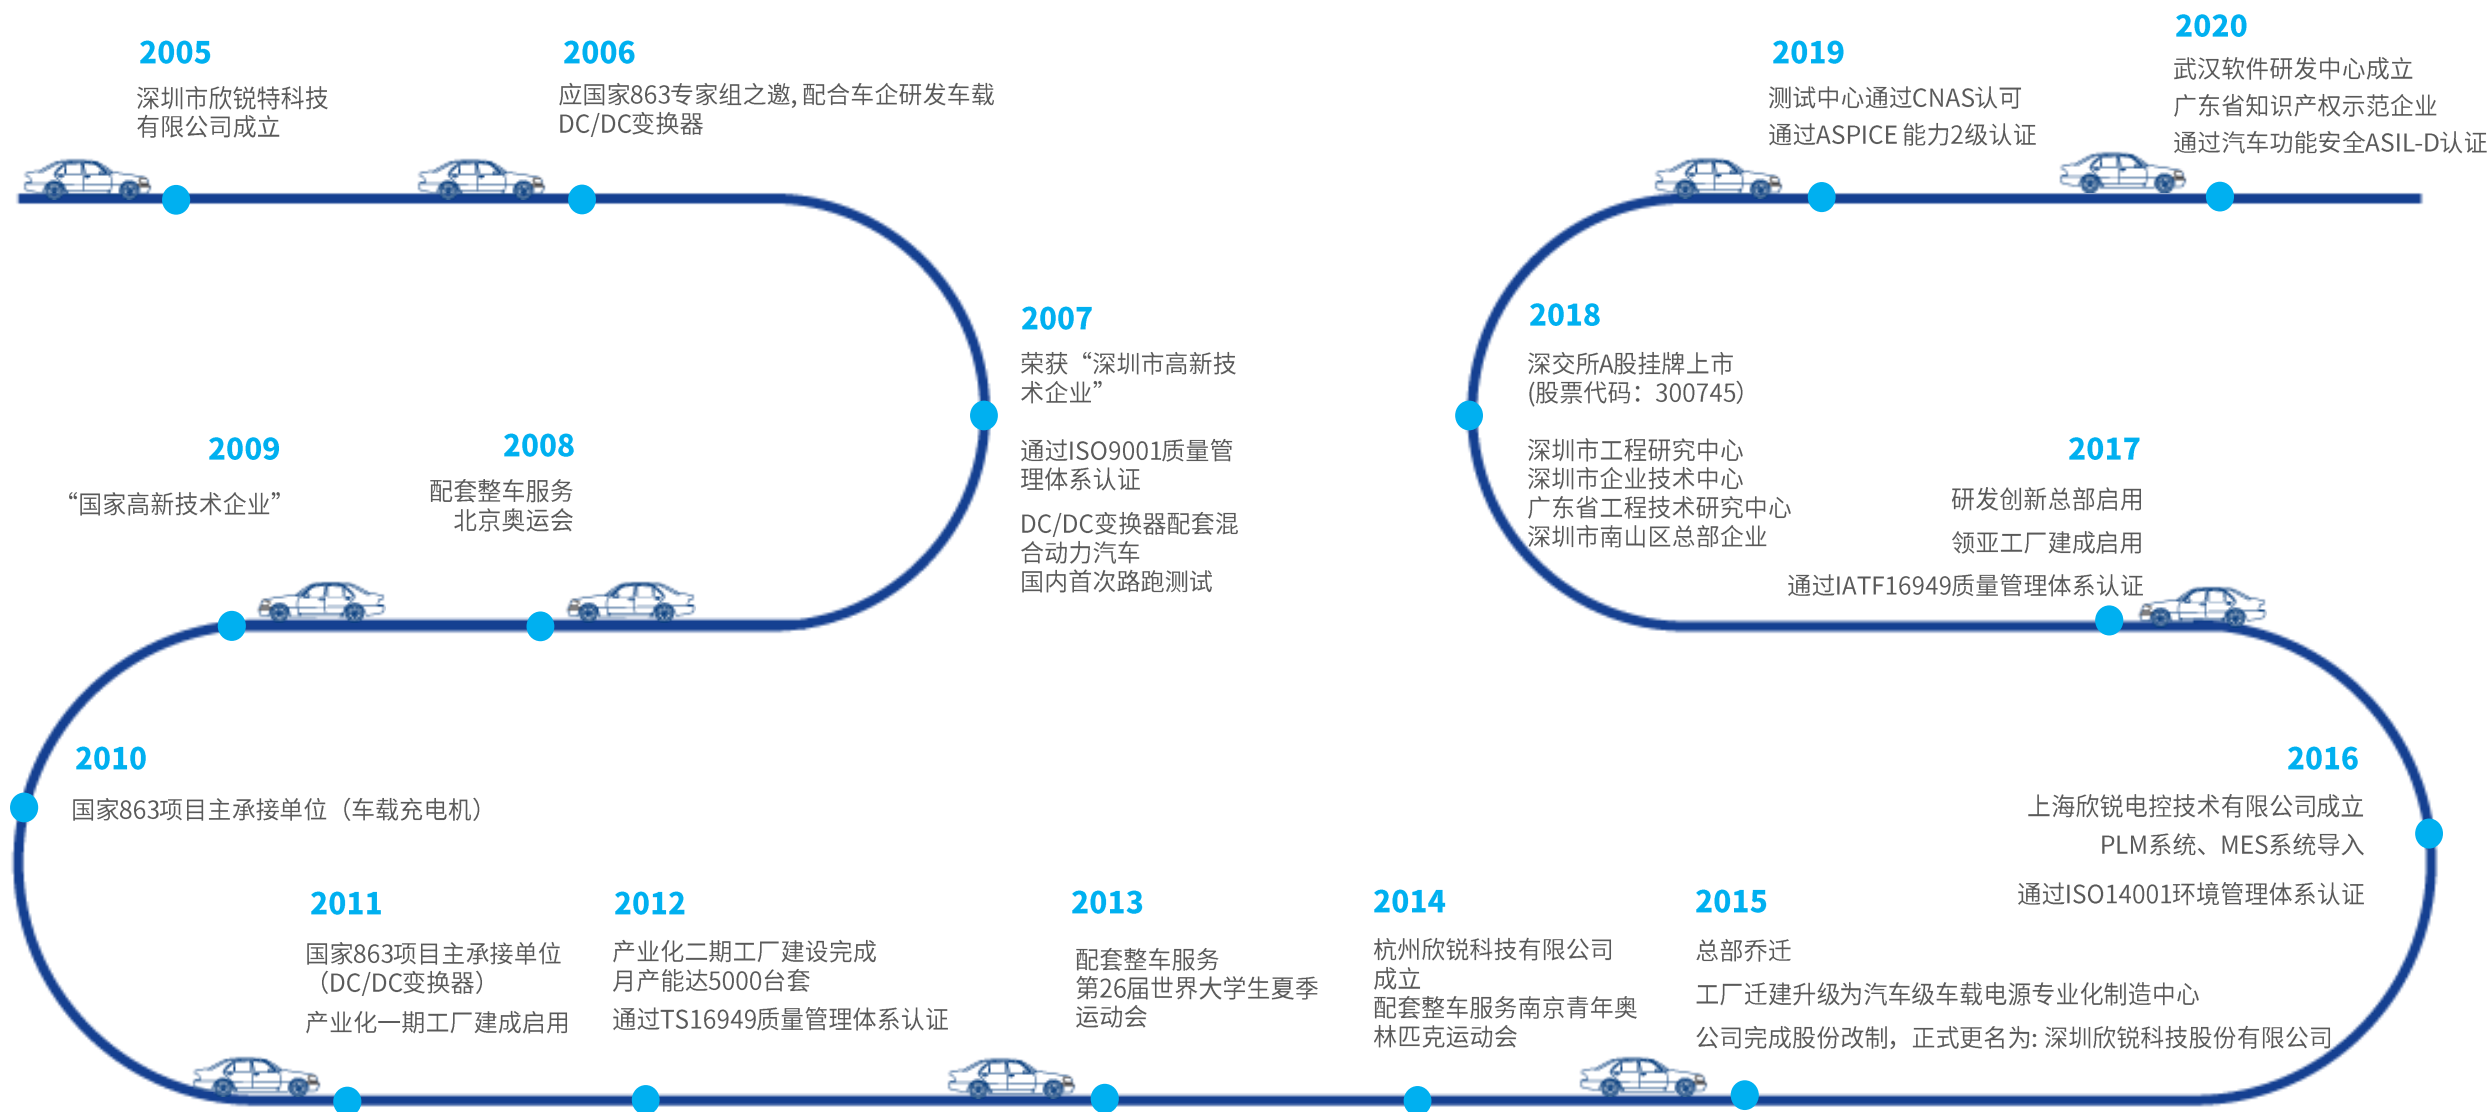 2005
深圳市欣锐特科技
有限公司成立
2006
应国家863专家组之邀, 配合车企研发车载
DC/DC变换器
2007
荣获“深圳市高新技
术企业”
通过ISO9001质量管
理体系认证
DC/DC变换器配套混
合动力汽车
国内首次路跑测试
2008
配套整车服务
北京奥运会
2009
“国家高新技术企业”
2010
国家863项目主承接单位（车载充电机）
2011
国家863项目主承接单位
（DC/DC变换器）
产业化一期工厂建成启用
2012
产业化二期工厂建设完成
月产能达5000台套
通过TS16949质量管理体系认证
2013
配套整车服务
第26届世界大学生夏季
运动会
2014
杭州欣锐科技有限公司
成立
配套整车服务南京青年奥
林匹克运动会
2015
总部乔迁
工厂迁建升级为汽车级车载电源专业化制造中心
公司完成股份改制，正式更名为: 深圳欣锐科技股份有限公司
2016
上海欣锐电控技术有限公司成立
PLM系统、MES系统导入
通过ISO14001环境管理体系认证
2017
研发创新总部启用
领亚工厂建成启用
通过IATF16949质量管理体系认证
2018
深交所A股挂牌上市
(股票代码：300745）
深圳市工程研究中心
深圳市企业技术中心
广东省工程技术研究中心
深圳市南山区总部企业
2019
测试中心通过CNAS认可
通过ASPICE 能力2级认证
2020
武汉软件研发中心成立
广东省知识产权示范企业
通过汽车功能安全ASIL-D认证